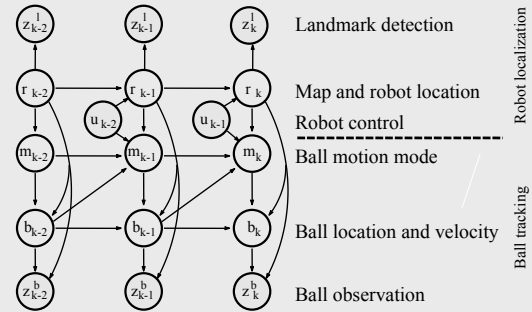 z^l_{k-2} z^l_{k-1} z^l_k Landmark detection
r_{k-2} r_{k-1} r_k Map and robot location
u_{k-2} u_{k-1} Robot control
m_{k-2} m_{k-1} m_k Ball motion mode
b_{k-2} b_{k-1} b_k Ball location and velocity
z^b_{k-2} z^b_{k-1} z^b_k Ball observation
Robot localization
Ball tracking